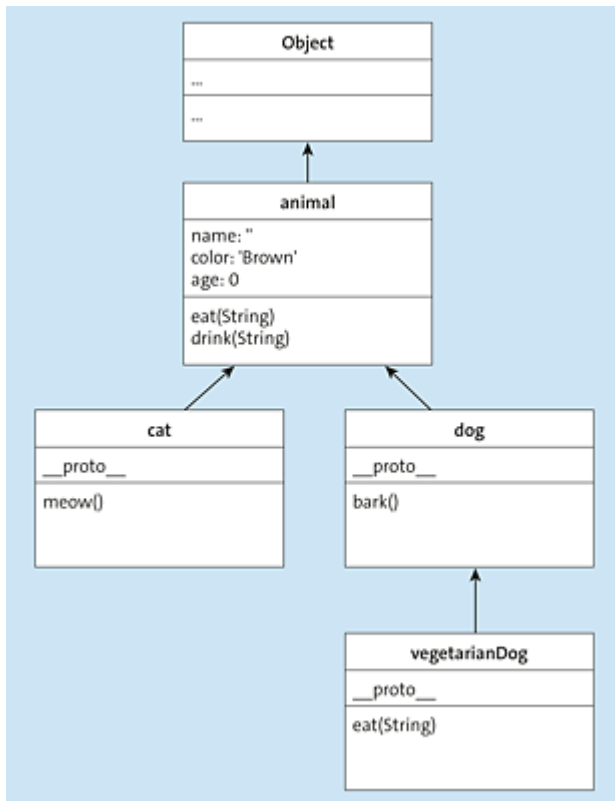 Object
...
...
animal
name: ''
color: 'Brown'
age: 0
eat(String)
drink(String)
cat
__proto__
meow()
dog
__proto__
bark()
vegetarianDog
__proto__
eat(String)